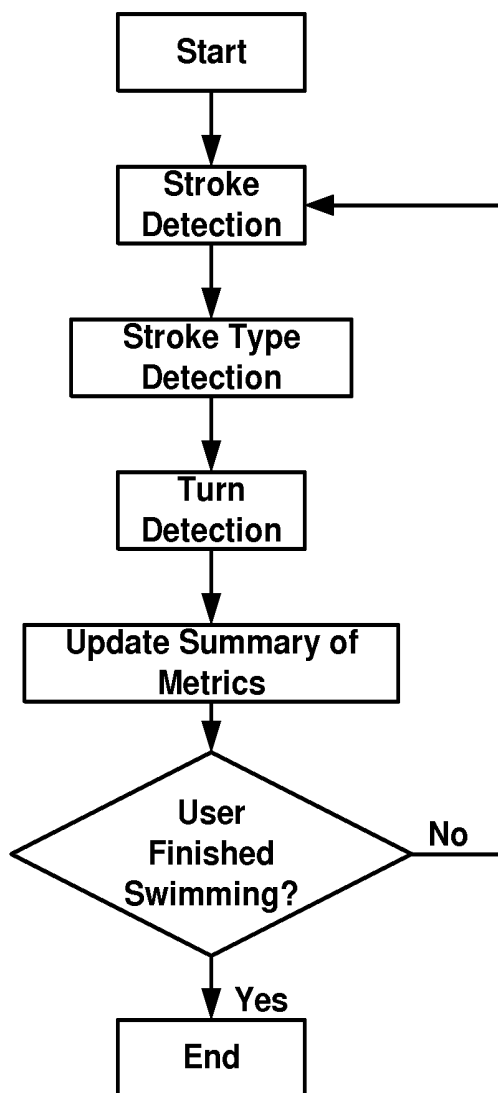 Start
Stroke
Detection
Stroke Type
Detection
Turn
Detection
Update Summary of
Metrics
User
Finished
Swimming?
No
Yes
End